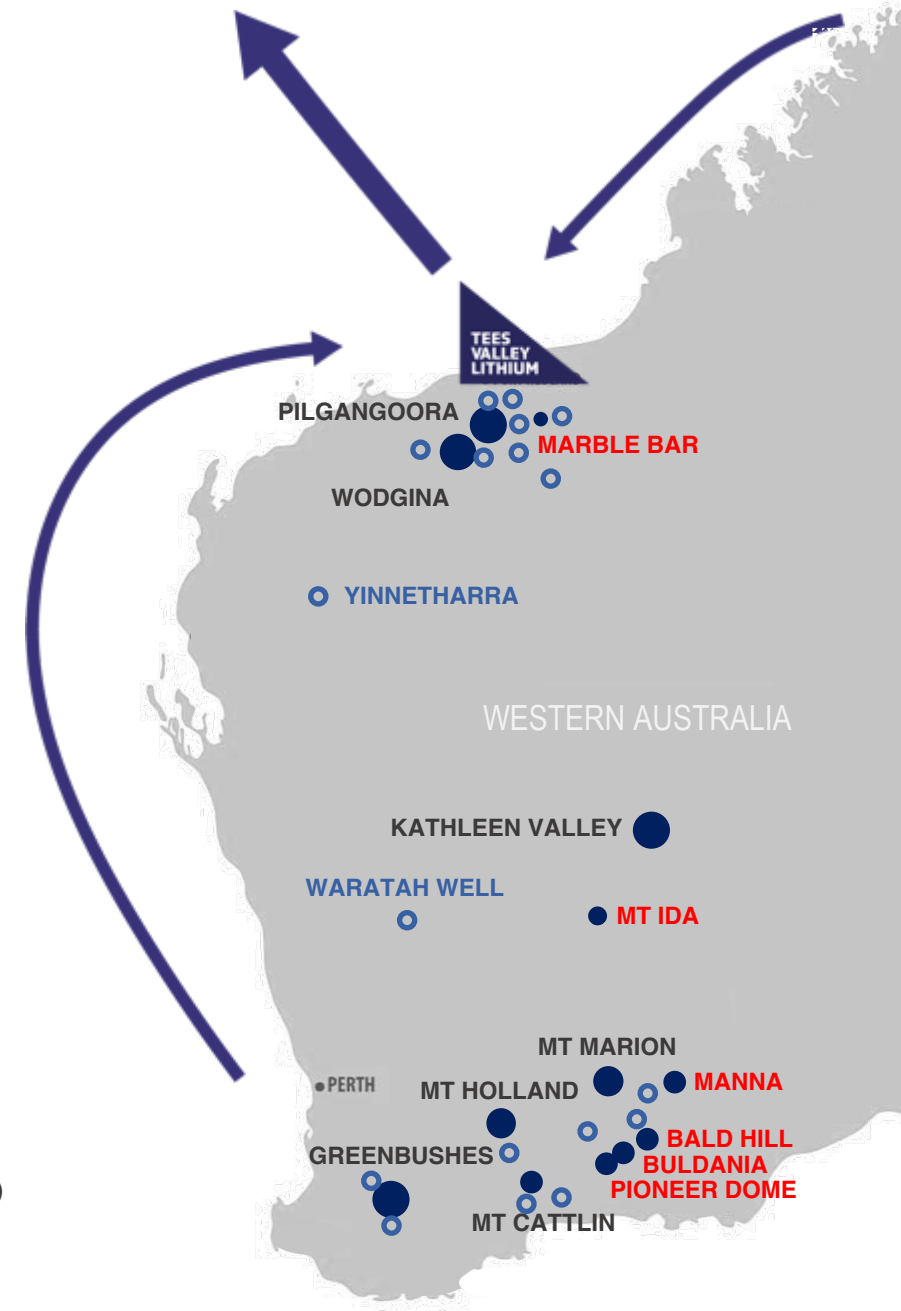 TEES
VALLEY
LITHIUM
PILGANGOORA
MARBLE BAR
WODGINA
YINNETHARRA
WESTERN AUSTRALIA
KATHLEEN VALLEY
WARATAH WELL
MT IDA
MT MARION
PERTH
MT HOLLAND
MANNA
BALD HILL
GREENBUSHES
BULDANIA
PIONEER DOME
MT CATTLIN
)